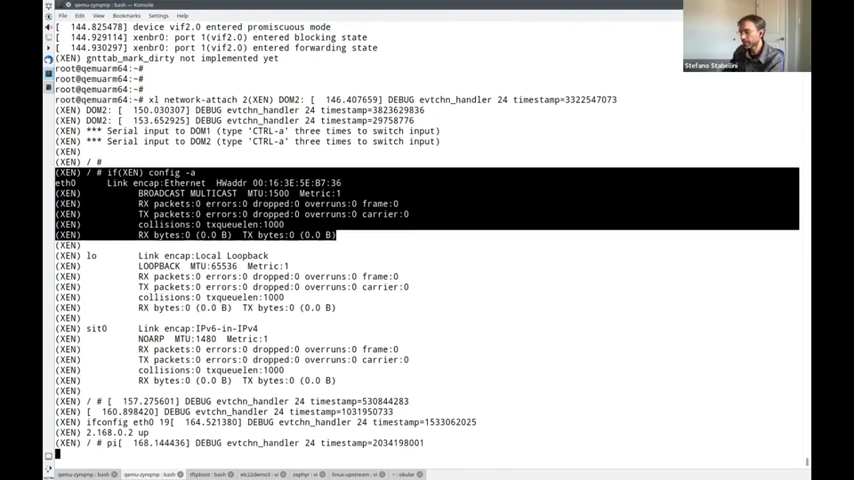 qemu-zynqmp : bash — Konsole
File Edit View Bookmarks Settings Help
[ 144.825478] device vif2.0 entered promiscuous mode
[ 144.929114] xenbr0: port 1(vif2.0) entered blocking state
[ 144.930297] xenbr0: port 1(vif2.0) entered forwarding state
(XEN) gnttab_mark_dirty not implemented yet
root@qemuarm64:~#
root@qemuarm64:~#
root@qemuarm64:~#
root@qemuarm64:~# xl network-attach 2(XEN) DOM2: [ 146.407659] DEBUG evtchn_handler 24 timestamp=3322547073
(XEN) DOM2: [ 150.030307] DEBUG evtchn_handler 24 timestamp=3823629836
(XEN) DOM2: [ 153.652925] DEBUG evtchn_handler 24 timestamp=29758776
(XEN) *** Serial input to DOM1 (type 'CTRL-a' three times to switch input)
(XEN) *** Serial input to DOM2 (type 'CTRL-a' three times to switch input)
(XEN)
(XEN) / #
(XEN) / # if(XEN) config -a
eth0 Link encap:Ethernet HWaddr 00:16:3E:5E:B7:36
(XEN) BROADCAST MULTICAST MTU:1500 Metric:1
(XEN) RX packets:0 errors:0 dropped:0 overruns:0 frame:0
(XEN) TX packets:0 errors:0 dropped:0 overruns:0 carrier:0
(XEN) collisions:0 txqueuelen:1000
(XEN) RX bytes:0 (0.0 B) TX bytes:0 (0.0 B)
(XEN)
(XEN) lo Link encap:Local Loopback
(XEN) LOOPBACK MTU:65536 Metric:1
(XEN) RX packets:0 errors:0 dropped:0 overruns:0 frame:0
(XEN) TX packets:0 errors:0 dropped:0 overruns:0 carrier:0
(XEN) collisions:0 txqueuelen:1000
(XEN) RX bytes:0 (0.0 B) TX bytes:0 (0.0 B)
(XEN)
(XEN) sit0 Link encap:IPv6-in-IPv4
(XEN) NOARP MTU:1480 Metric:1
(XEN) RX packets:0 errors:0 dropped:0 overruns:0 frame:0
(XEN) TX packets:0 errors:0 dropped:0 overruns:0 carrier:0
(XEN) collisions:0 txqueuelen:1000
(XEN) RX bytes:0 (0.0 B) TX bytes:0 (0.0 B)
(XEN)
(XEN) / # [ 157.275601] DEBUG evtchn_handler 24 timestamp=530844283
(XEN) [ 160.898420] DEBUG evtchn_handler 24 timestamp=1031950733
ifconfig eth0 19[ 164.521380] DEBUG evtchn_handler 24 timestamp=1533062025
(XEN) 2.168.0.2 up
(XEN) / # pi[ 168.144436] DEBUG evtchn_handler 24 timestamp=2034198001
Stefano Stabellini
qemu-zynqmp : bash qemu-zynqmp : bash tftpboot : bash elc22demo3 : vi zephyr : vi linux-upstream : vi ~ : okular